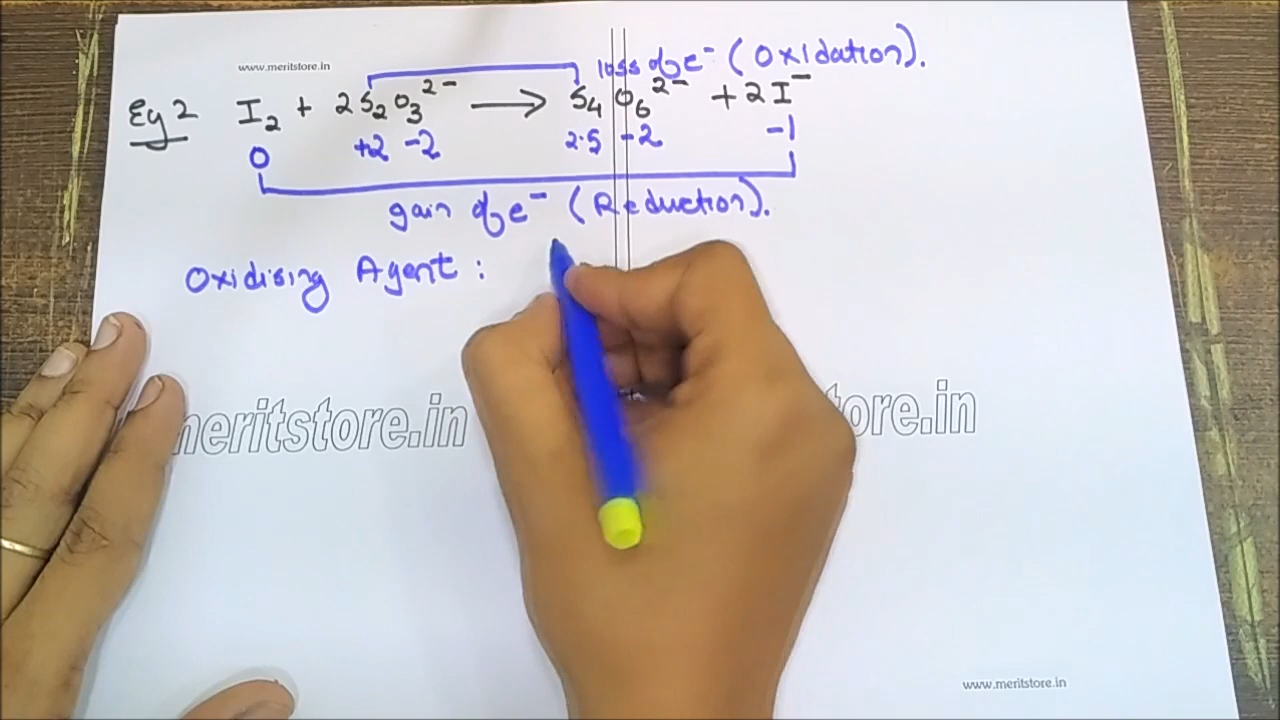 www.meritstore.in
loss of e⁻ (Oxidation).
Eg 2 I₂ + 2S₂O₃²⁻ ⟶ S₄O₆²⁻ + 2I⁻
0 +2 -2 2.5 -2 -1
gain of e⁻ (Reduction).
Oxidising Agent :
meritstore.in
tore.in
www.meritstore.in